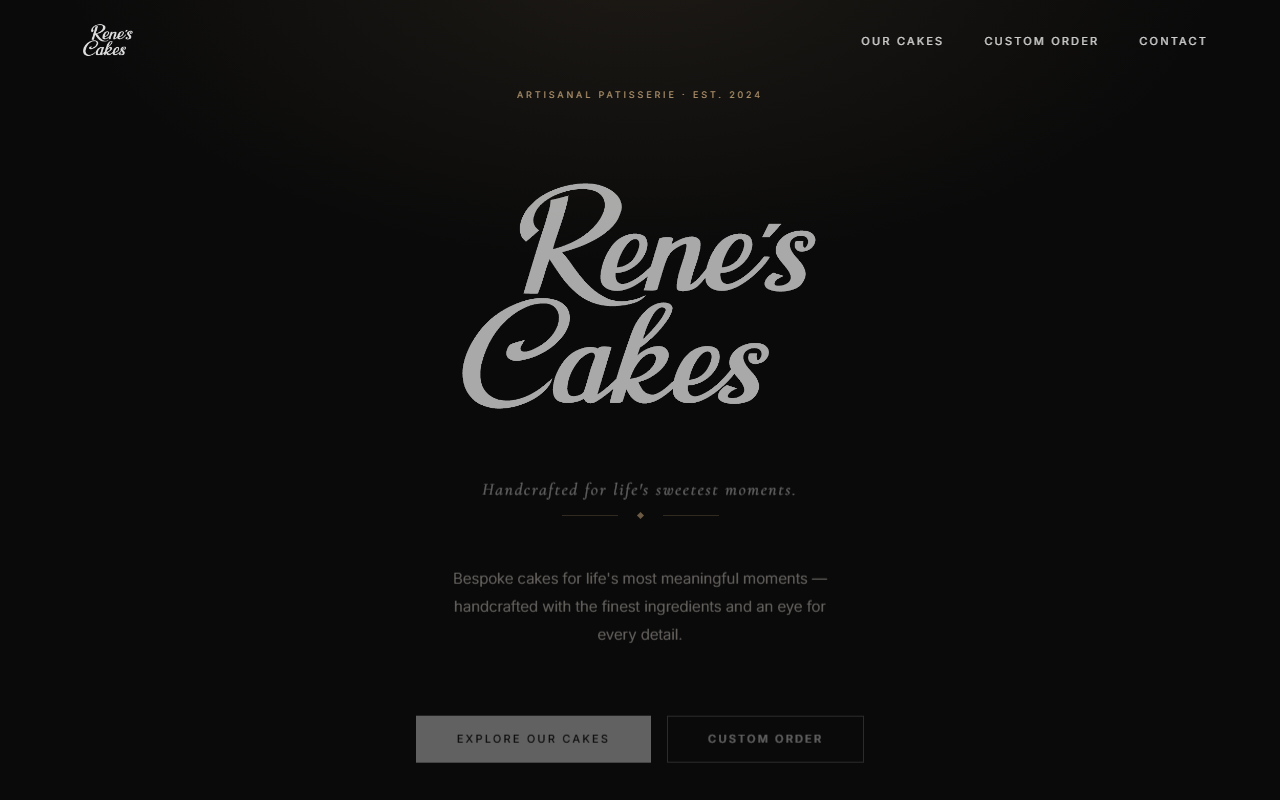 Rene's
Cakes
OUR CAKES
CUSTOM ORDER
CONTACT
ARTISANAL PATISSERIE · EST. 2024
Rene's
Cakes
Handcrafted for life's sweetest moments.
Bespoke cakes for life's most meaningful moments —
handcrafted with the finest ingredients and an eye for
every detail.
EXPLORE OUR CAKES
CUSTOM ORDER